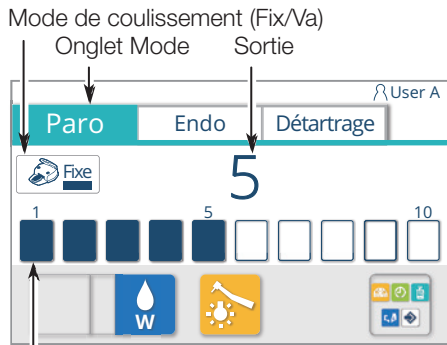 Mode de coulissement (Fix/Va)
Onglet Mode Sortie
User A
Paro Endo Détartrage
Fixe 5
1 5 10
W